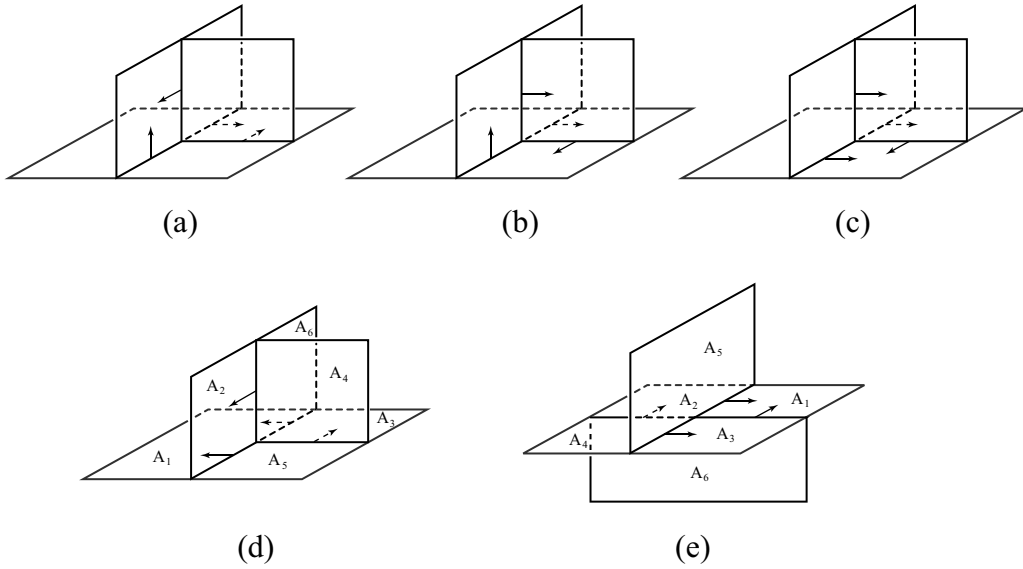 (a) (b) (c)
A₆
A₂ A₄
A₃
A₁ A₅
A₅
A₂ A₁
A₄ A₃
A₆
(d) (e)